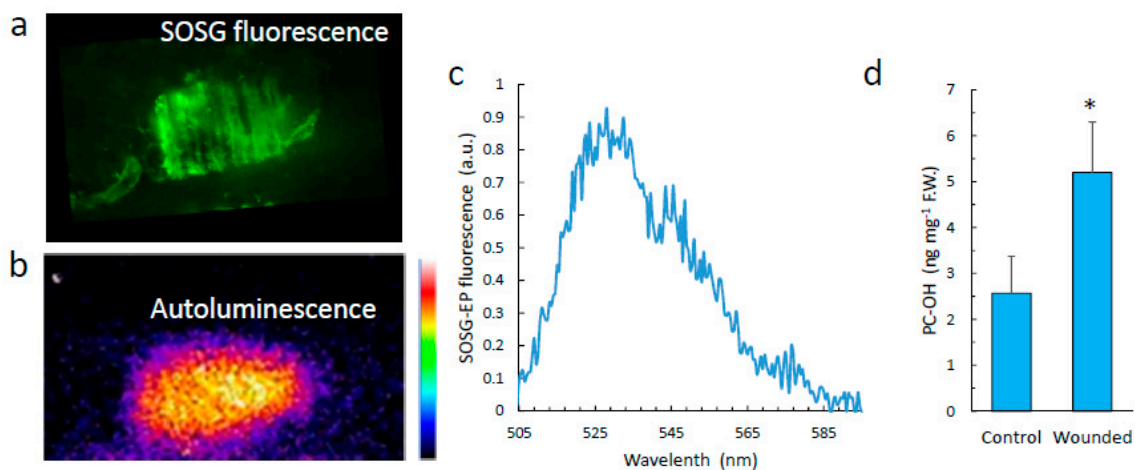 a
SOSG fluorescence
b
Autoluminescence
c
SOSG-EP fluorescence (a.u.)
1
0.9
0.8
0.7
0.6
0.5
0.4
0.3
0.2
0.1
0
505
525
545
565
585
Wavelenth (nm)
d
PC-OH (ng mg⁻¹ F.W.)
7
6
5
4
3
2
1
0
*
Control
Wounded